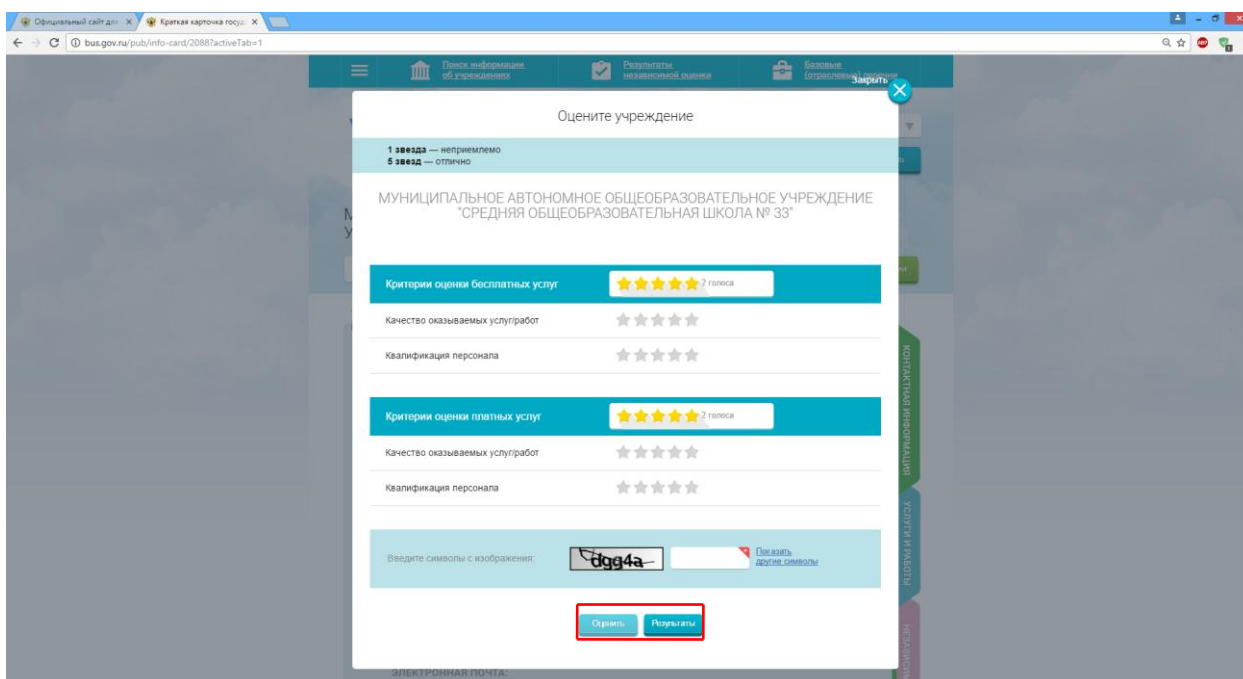 Официальный сайт для
Краткая карточка госуд
bus.gov.ru/pub/info-card/2088?activeTab=1
Поиск информации
об учреждениях
Результаты
независимой оценки
Базовые
(отраслевые)
Закрыть
Оцените учреждение
1 звезда — неприемлемо
5 звезд — отлично
МУНИЦИПАЛЬНОЕ АВТОНОМНОЕ ОБЩЕОБРАЗОВАТЕЛЬНОЕ УЧРЕЖДЕНИЕ
"СРЕДНЯЯ ОБЩЕОБРАЗОВАТЕЛЬНАЯ ШКОЛА № 33"
Критерии оценки бесплатных услуг
2 голоса
Качество оказываемых услуг/работ
Квалификация персонала
Критерии оценки платных услуг
2 голоса
Качество оказываемых услуг/работ
Квалификация персонала
Введите символы с изображения:
dgg4a
Показать
другие символы
Оценить
Результаты
КОНТАКТНАЯ ИНФОРМАЦИЯ
УСЛУГИ И РАБОТЫ
НЕЗАВИСИ
ЭЛЕКТРОННАЯ ПОЧТА: